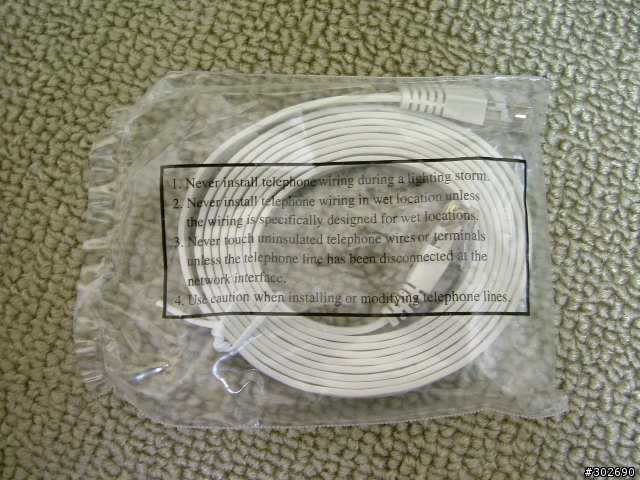 1. Never install telephone wiring during a lighting storm.
2. Never install telephone wiring in wet location unless
the wiring is specifically designed for wet locations.
3. Never touch uninsulated telephone wires or terminals
unless the telephone line has been disconnected at the
network interface.
4. Use caution when installing or modifying telephone lines.
#302690